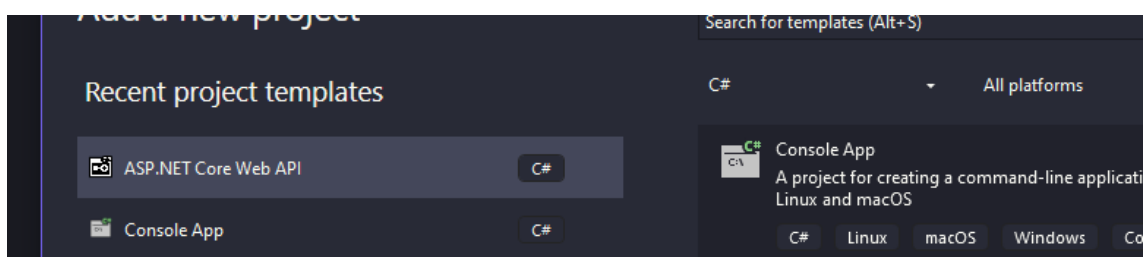 Add a new project
Search for templates (Alt+S)
Recent project templates
C#
All platforms
ASP.NET Core Web API
C#
Console App
C#
C#
C:\
Console App
A project for creating a command-line applicati
Linux and macOS
C#
Linux
macOS
Windows
Co